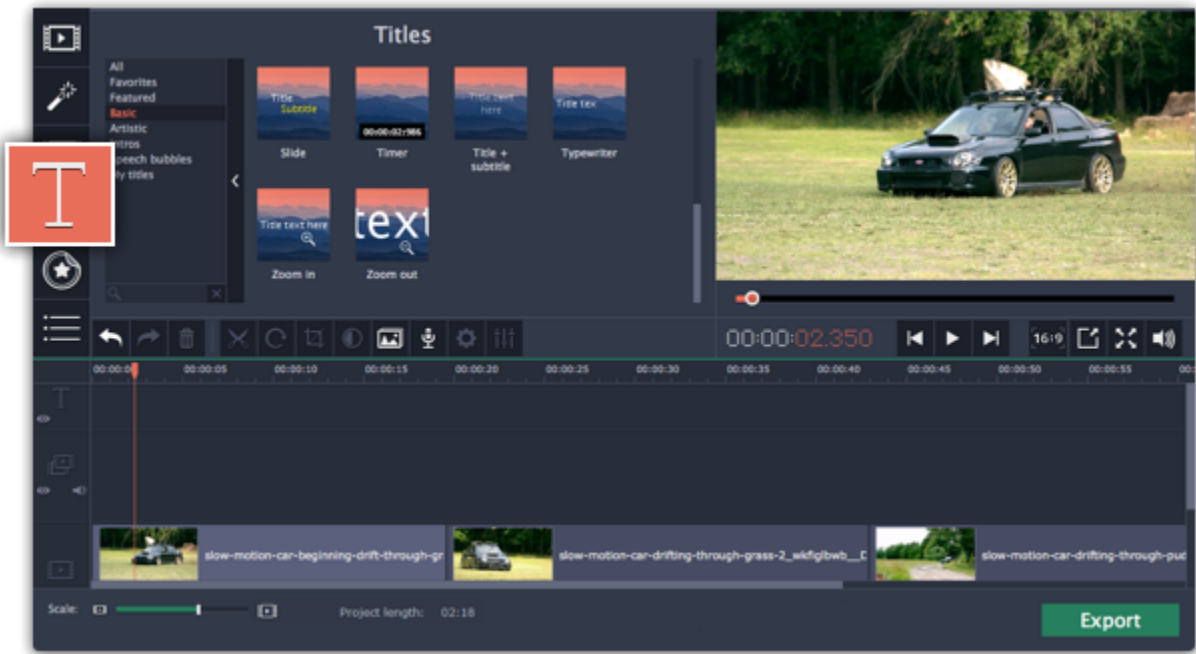 Titles
All
Favorites
Featured
Basic
Artistic
ntros
peech bubbles
ly titles
T
Title
Subtitle
Slide
00:00:02:986
Timer
Title text
here
Title +
subtitle
Title tex
Typewriter
Title text here
Zoom in
text
Zoom out
00:00:02.350
16:9
00:00:0
00:00:05
00:00:10
00:00:15
00:00:20
00:00:25
00:00:30
00:00:35
00:00:40
00:00:45
00:00:50
00:00:55
00:
T
slow-motion-car-beginning-drift-through-gr
slow-motion-car-drifting-through-grass-2_wkfiglbwb__D
slow-motion-car-drifting-through-pud
Scale:
Project length: 02:18
Export